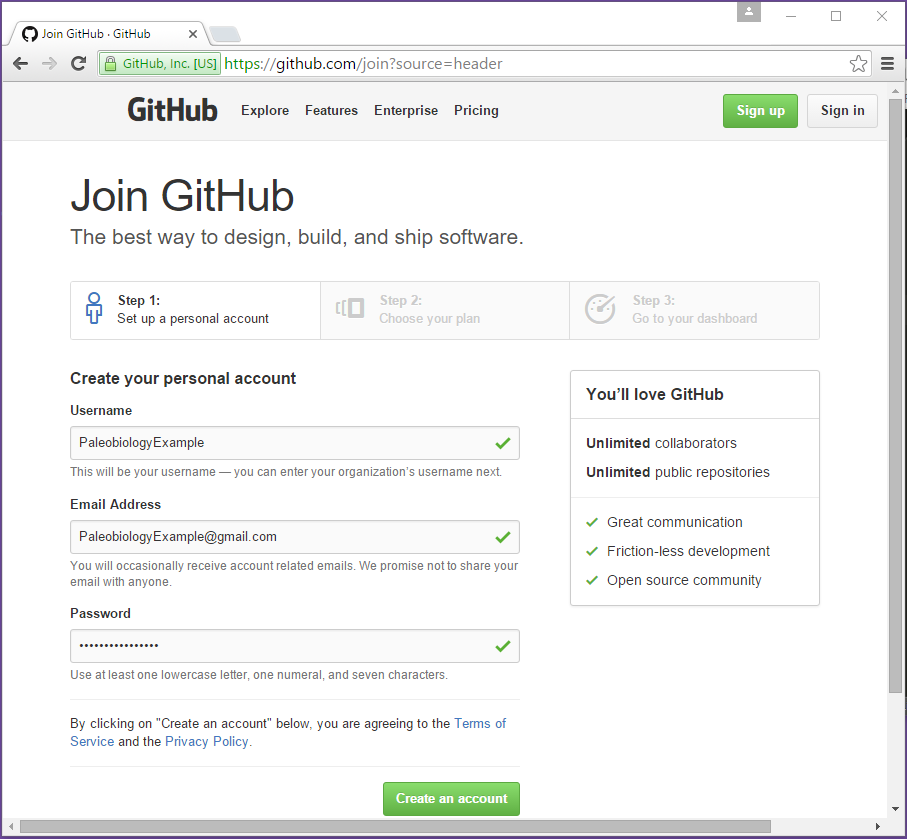 Join GitHub · GitHub
GitHub, Inc. [US] https://github.com/join?source=header
GitHub Explore Features Enterprise Pricing Sign up Sign in
Join GitHub
The best way to design, build, and ship software.
Step 1:
Set up a personal account
Step 2:
Choose your plan
Step 3:
Go to your dashboard
Create your personal account
Username
PaleobiologyExample
This will be your username — you can enter your organization's username next.
Email Address
PaleobiologyExample@gmail.com
You will occasionally receive account related emails. We promise not to share your
email with anyone.
Password
••••••••••••••••
Use at least one lowercase letter, one numeral, and seven characters.
By clicking on "Create an account" below, you are agreeing to the Terms of
Service and the Privacy Policy.
Create an account
You'll love GitHub
Unlimited collaborators
Unlimited public repositories
Great communication
Friction-less development
Open source community